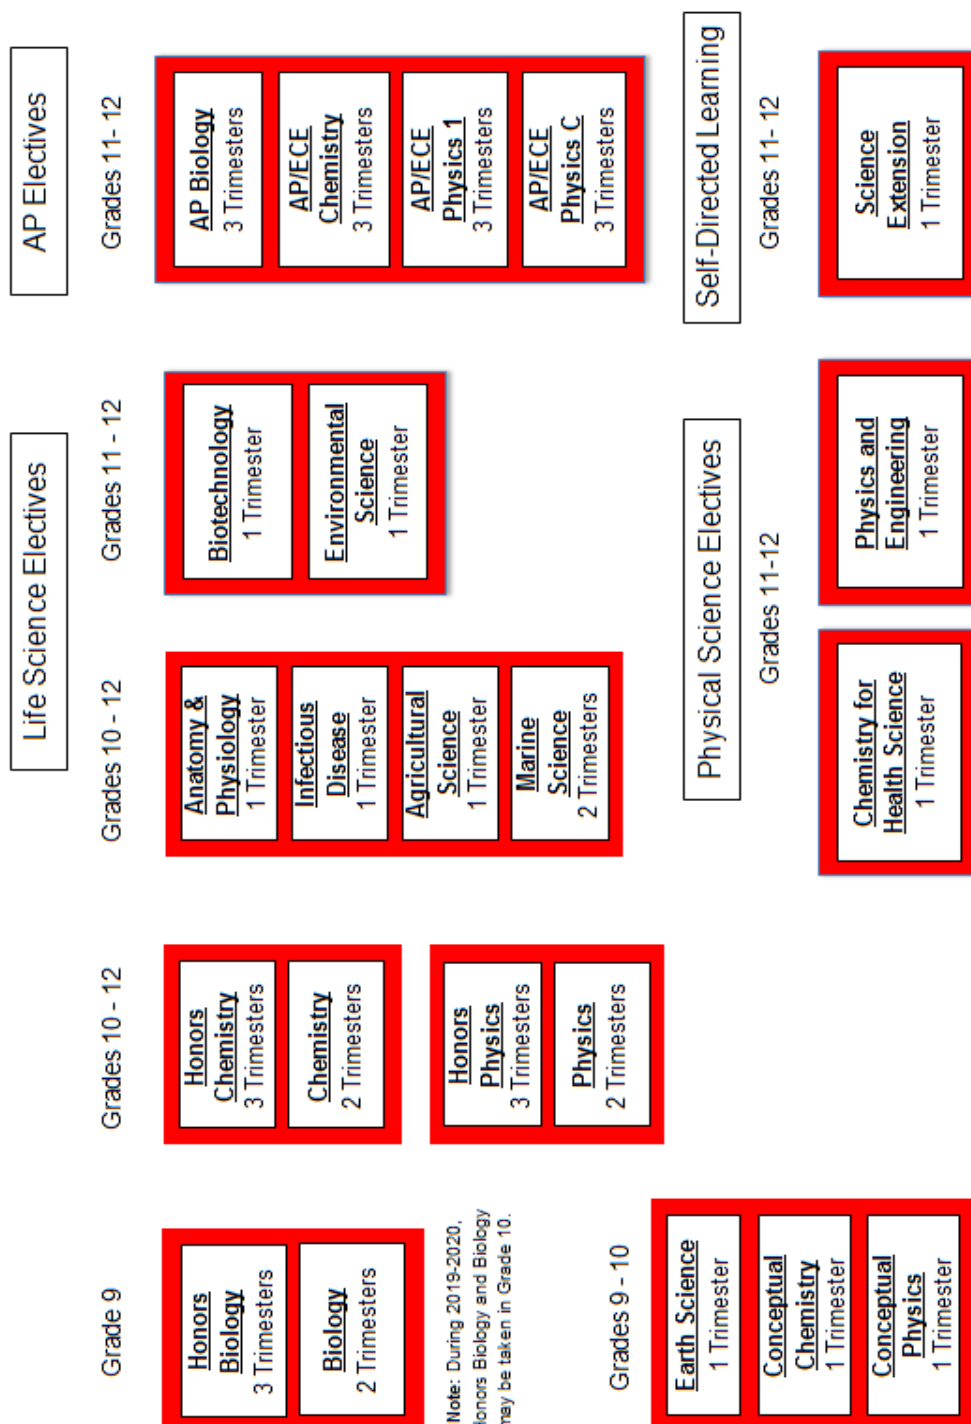 Grade 9
Honors
Biology
3 Trimesters
Biology
2 Trimesters
Note: During 2019-2020,
Honors Biology and Biology
may be taken in Grade 10.
Grades 9 - 10
Earth Science
1 Trimester
Conceptual
Chemistry
1 Trimester
Conceptual
Physics
1 Trimester
Grades 10 - 12
Honors
Chemistry
3 Trimesters
Chemistry
2 Trimesters
Honors
Physics
3 Trimesters
Physics
2 Trimesters
Life Science Electives
Grades 10 - 12
Anatomy &
Physiology
1 Trimester
Infectious
Disease
1 Trimester
Agricultural
Science
1 Trimester
Marine
Science
2 Trimesters
Grades 11 - 12
Biotechnology
1 Trimester
Environmental
Science
1 Trimester
AP Electives
Grades 11 - 12
AP Biology
3 Trimesters
AP/ECE
Chemistry
3 Trimesters
AP/ECE
Physics 1
3 Trimesters
AP/ECE
Physics C
3 Trimesters
Physical Science Electives
Grades 11-12
Chemistry for
Health Science
1 Trimester
Physics and
Engineering
1 Trimester
Self-Directed Learning
Grades 11- 12
Science
Extension
1 Trimester